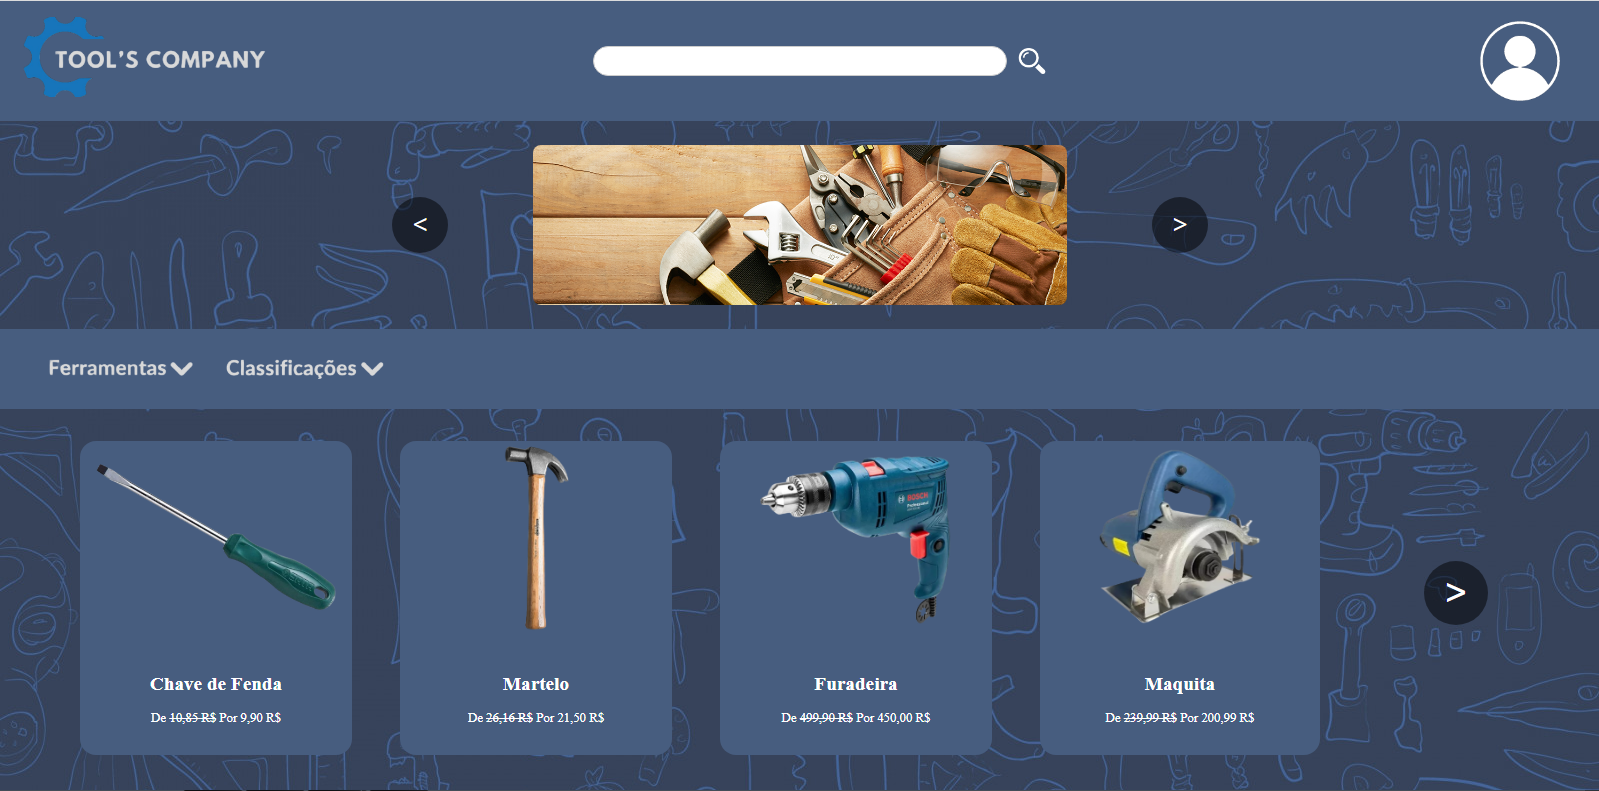 TOOL'S COMPANY
<
>
Ferramentas Classificações
BOSCH
>
Chave de Fenda
De 10,85 R$ Por 9,90 R$
Martelo
De 26,16 R$ Por 21,50 R$
Furadeira
De 499,90 R$ Por 450,00 R$
Maquita
De 239,99 R$ Por 200,99 R$